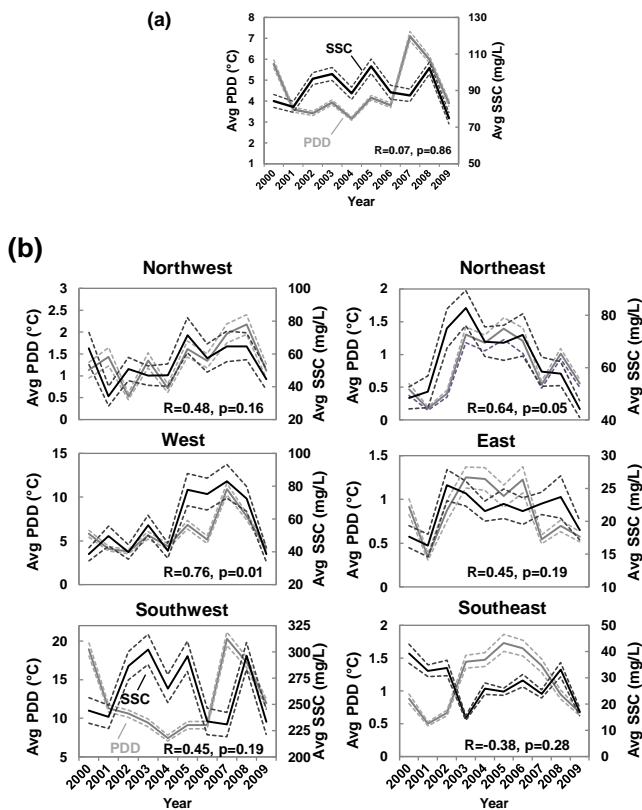 (a)
8
7
6
5
4
3
2
1
Avg PDD (°C)
130
110
90
70
50
Avg SSC (mg/L)
SSC
PDD
R=0.07, p=0.86
2000
2001
2002
2003
2004
2005
2006
2007
2008
2009
Year
(b)
Northwest
3
2.5
2
1.5
1
0.5
0
Avg PDD (°C)
100
80
60
40
20
Avg SSC (mg/L)
R=0.48, p=0.16
Northeast
2
1.5
1
0.5
0
Avg PDD (°C)
80
60
40
Avg SSC (mg/L)
R=0.64, p=0.05
West
15
10
5
0
Avg PDD (°C)
100
80
60
40
20
Avg SSC (mg/L)
R=0.76, p=0.01
East
1.5
1
0.5
0
Avg PDD (°C)
30
25
20
15
10
Avg SSC (mg/L)
R=0.45, p=0.19
Southwest
20
15
10
5
Avg PDD (°C)
325
300
275
250
225
200
Avg SSC (mg/L)
SSC
PDD
R=0.45, p=0.19
2000
2001
2002
2003
2004
2005
2006
2007
2008
2009
Year
Southeast
2
1.5
1
0.5
0
Avg PDD (°C)
50
40
30
20
10
0
Avg SSC (mg/L)
R=-0.38, p=0.28
2000
2001
2002
2003
2004
2005
2006
2007
2008
2009
Year